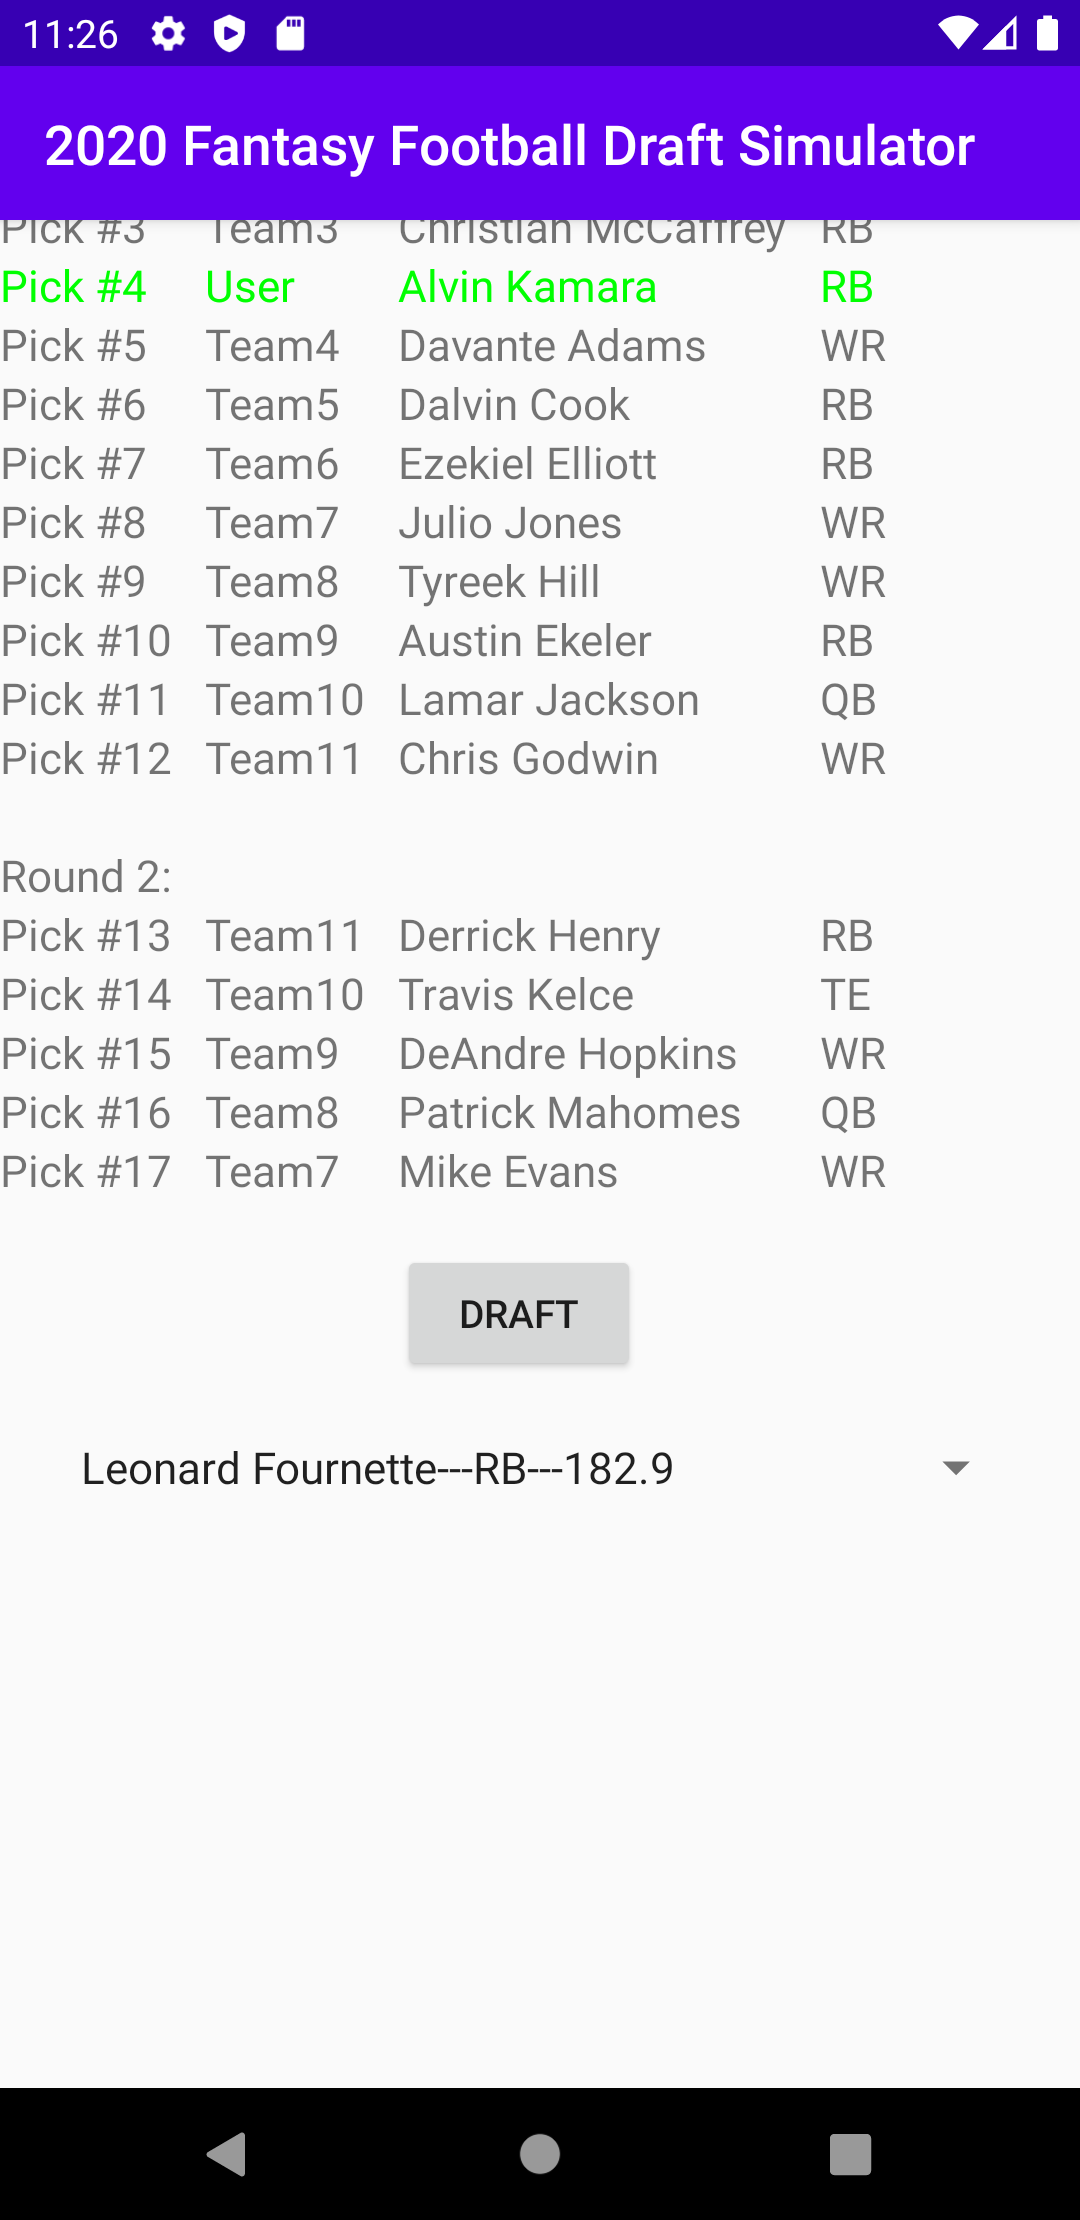 11:26
2020 Fantasy Football Draft Simulator
Pick #3 Team3 Christian McCaffrey RB
Pick #4 User Alvin Kamara RB
Pick #5 Team4 Davante Adams WR
Pick #6 Team5 Dalvin Cook RB
Pick #7 Team6 Ezekiel Elliott RB
Pick #8 Team7 Julio Jones WR
Pick #9 Team8 Tyreek Hill WR
Pick #10 Team9 Austin Ekeler RB
Pick #11 Team10 Lamar Jackson QB
Pick #12 Team11 Chris Godwin WR
Round 2:
Pick #13 Team11 Derrick Henry RB
Pick #14 Team10 Travis Kelce TE
Pick #15 Team9 DeAndre Hopkins WR
Pick #16 Team8 Patrick Mahomes QB
Pick #17 Team7 Mike Evans WR
DRAFT
Leonard Fournette---RB---182.9